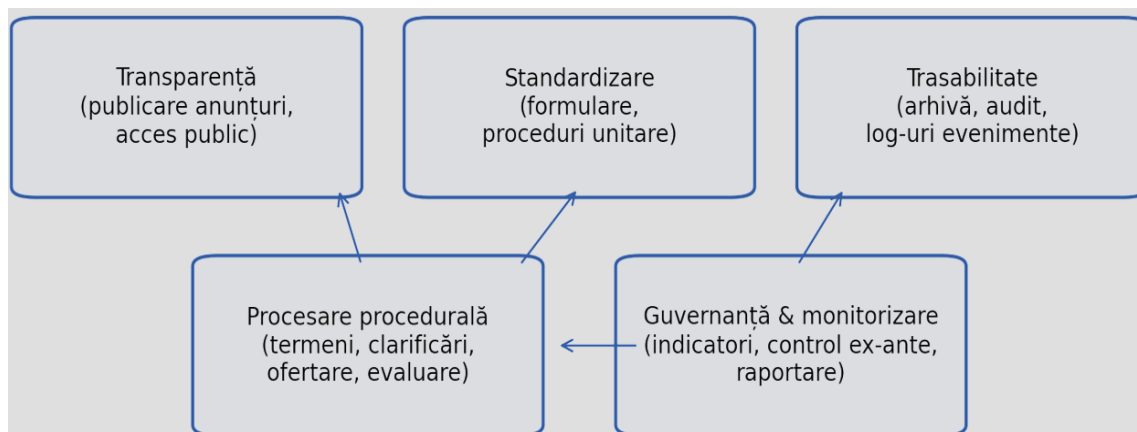 Transparență
(publicare anunțuri,
acces public)
Standardizare
(formulare,
proceduri unitare)
Trasabilitate
(arhivă, audit,
log-uri evenimente)
Procesare procedurală
(termeni, clarificări,
ofertare, evaluare)
Guvernanță & monitorizare
(indicatori, control ex-ante,
raportare)